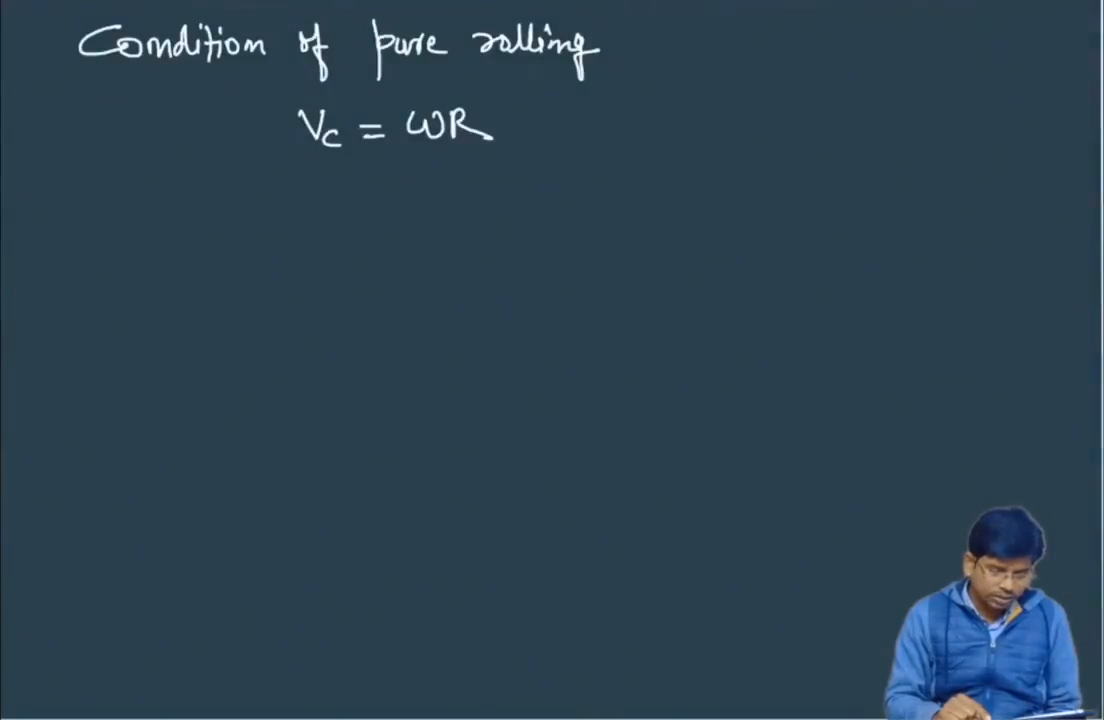 Condition of pure rolling
Vc = ωR